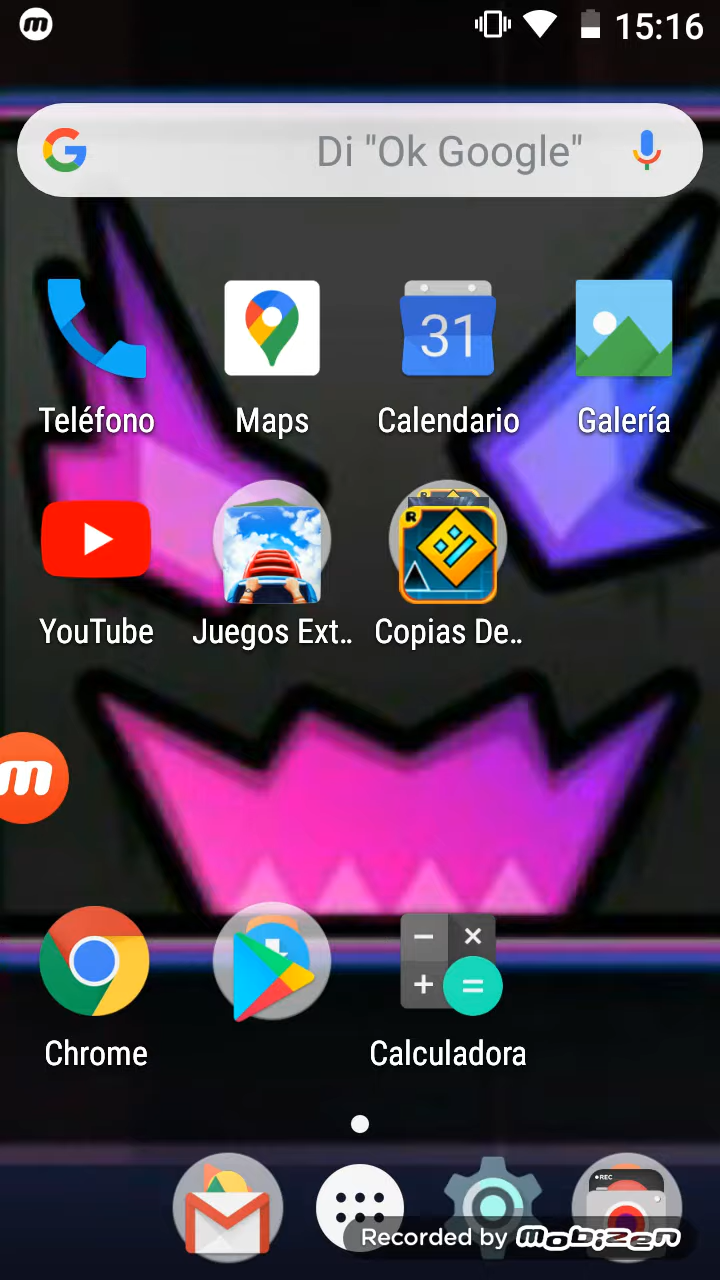 m
15:16
Di "Ok Google"
31
Teléfono Maps Calendario Galería
R
YouTube Juegos Ext.. Copias De..
m
Chrome Calculadora
REC
Recorded by mobizen